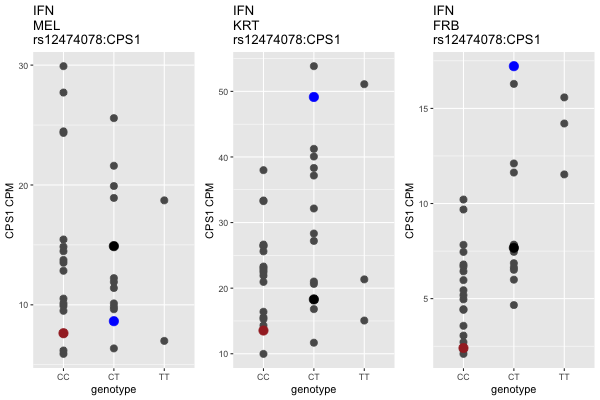 IFN
MEL
rs12474078:CPS1
CPS1 CPM
30
20
10
CC CT TT
genotype
IFN
KRT
rs12474078:CPS1
CPS1 CPM
50
40
30
20
10
CC CT TT
genotype
IFN
FRB
rs12474078:CPS1
CPS1 CPM
15
10
5
CC CT TT
genotype